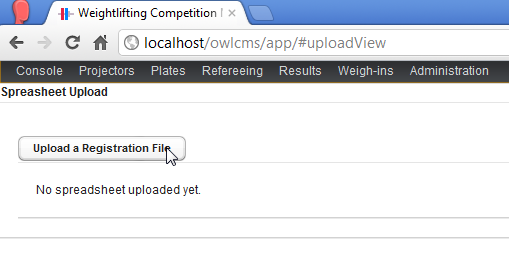 Weightlifting Competition
localhost/owlcms/app/#uploadView
Console Projectors Plates Refereeing Results Weigh-ins Administration
Spreasheet Upload
Upload a Registration File
No spreadsheet uploaded yet.